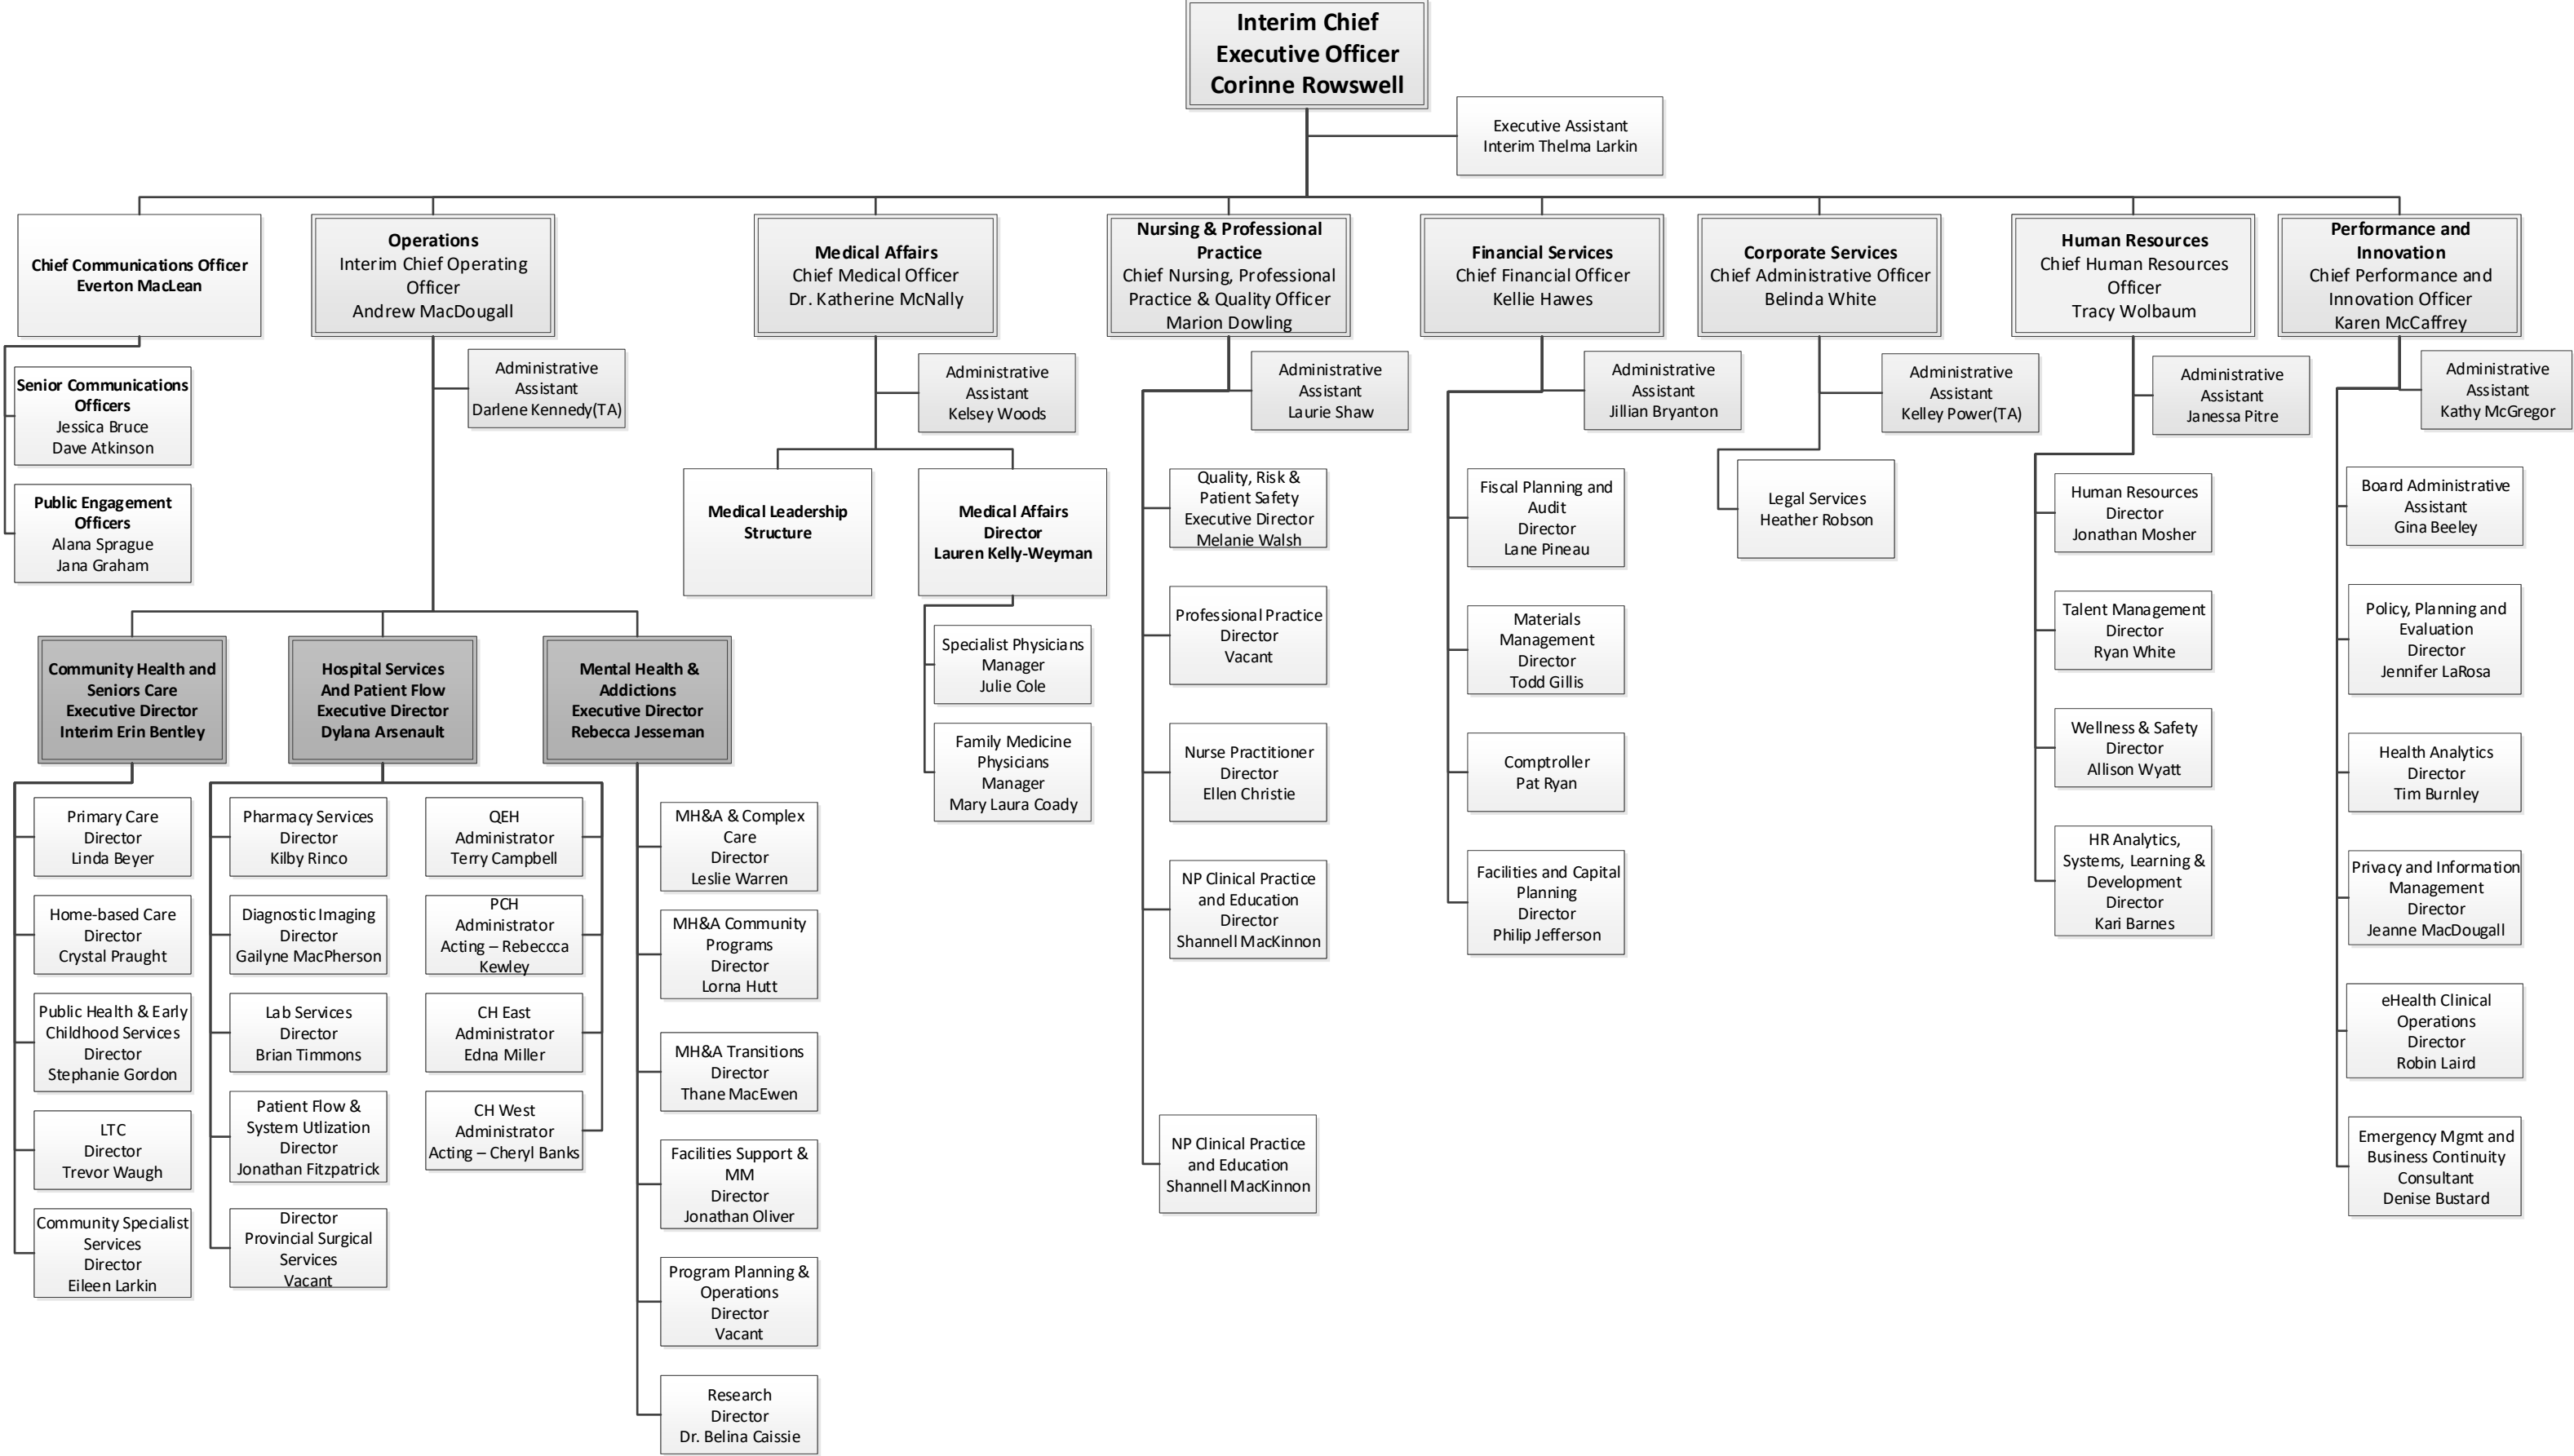 Interim Chief
Executive Officer
Corinne Rowswell
Executive Assistant
Interim Thelma Larkin
Chief Communications Officer
Everton MacLean
Senior Communications
Officers
Jessica Bruce
Dave Atkinson
Public Engagement
Officers
Alana Sprague
Jana Graham
Operations
Interim Chief Operating
Officer
Andrew MacDougall
Administrative
Assistant
Darlene Kennedy(TA)
Community Health and
Seniors Care
Executive Director
Interim Erin Bentley
Primary Care
Director
Linda Beyer
Home-based Care
Director
Crystal Praught
Public Health & Early
Childhood Services
Director
Stephanie Gordon
LTC
Director
Trevor Waugh
Community Specialist
Services
Director
Eileen Larkin
Hospital Services
And Patient Flow
Executive Director
Dylana Arsenault
Pharmacy Services
Director
Kilby Rinco
Diagnostic Imaging
Director
Gailyne MacPherson
Lab Services
Director
Brian Timmons
Patient Flow &
System Utlization
Director
Jonathan Fitzpatrick
Director
Provincial Surgical
Services
Vacant
QEH
Administrator
Terry Campbell
PCH
Administrator
Acting – Rebeccca
Kewley
CH East
Administrator
Edna Miller
CH West
Administrator
Acting – Cheryl Banks
Mental Health &
Addictions
Executive Director
Rebecca Jesseman
MH&A & Complex
Care
Director
Leslie Warren
MH&A Community
Programs
Director
Lorna Hutt
MH&A Transitions
Director
Thane MacEwen
Facilities Support &
MM
Director
Jonathan Oliver
Program Planning &
Operations
Director
Vacant
Research
Director
Dr. Belina Caissie
Medical Affairs
Chief Medical Officer
Dr. Katherine McNally
Administrative
Assistant
Kelsey Woods
Medical Leadership
Structure
Medical Affairs
Director
Lauren Kelly-Weyman
Specialist Physicians
Manager
Julie Cole
Family Medicine
Physicians
Manager
Mary Laura Coady
Nursing & Professional
Practice
Chief Nursing, Professional
Practice & Quality Officer
Marion Dowling
Administrative
Assistant
Laurie Shaw
Quality, Risk &
Patient Safety
Executive Director
Melanie Walsh
Professional Practice
Director
Vacant
Nurse Practitioner
Director
Ellen Christie
NP Clinical Practice
and Education
Director
Shannell MacKinnon
NP Clinical Practice
and Education
Shannell MacKinnon
Financial Services
Chief Financial Officer
Kellie Hawes
Administrative
Assistant
Jillian Bryanton
Fiscal Planning and
Audit
Director
Lane Pineau
Materials
Management
Director
Todd Gillis
Comptroller
Pat Ryan
Facilities and Capital
Planning
Director
Philip Jefferson
Corporate Services
Chief Administrative Officer
Belinda White
Administrative
Assistant
Kelley Power(TA)
Legal Services
Heather Robson
Human Resources
Chief Human Resources
Officer
Tracy Wolbaum
Administrative
Assistant
Janessa Pitre
Human Resources
Director
Jonathan Mosher
Talent Management
Director
Ryan White
Wellness & Safety
Director
Allison Wyatt
HR Analytics,
Systems, Learning &
Development
Director
Kari Barnes
Performance and
Innovation
Chief Performance and
Innovation Officer
Karen McCaffrey
Administrative
Assistant
Kathy McGregor
Board Administrative
Assistant
Gina Beeley
Policy, Planning and
Evaluation
Director
Jennifer LaRosa
Health Analytics
Director
Tim Burnley
Privacy and Information
Management
Director
Jeanne MacDougall
eHealth Clinical
Operations
Director
Robin Laird
Emergency Mgmt and
Business Continuity
Consultant
Denise Bustard